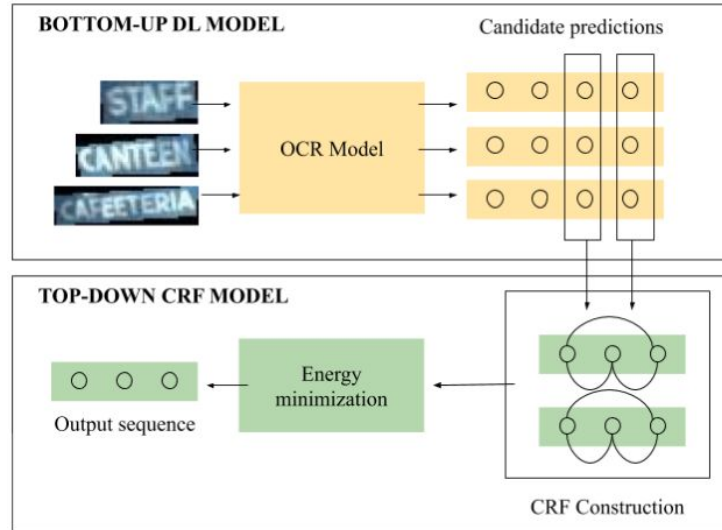 BOTTOM-UP DL MODEL
Candidate predictions
STAFF
CANTEEN
CAFEETERIA
OCR Model
TOP-DOWN CRF MODEL
Energy
minimization
Output sequence
CRF Construction